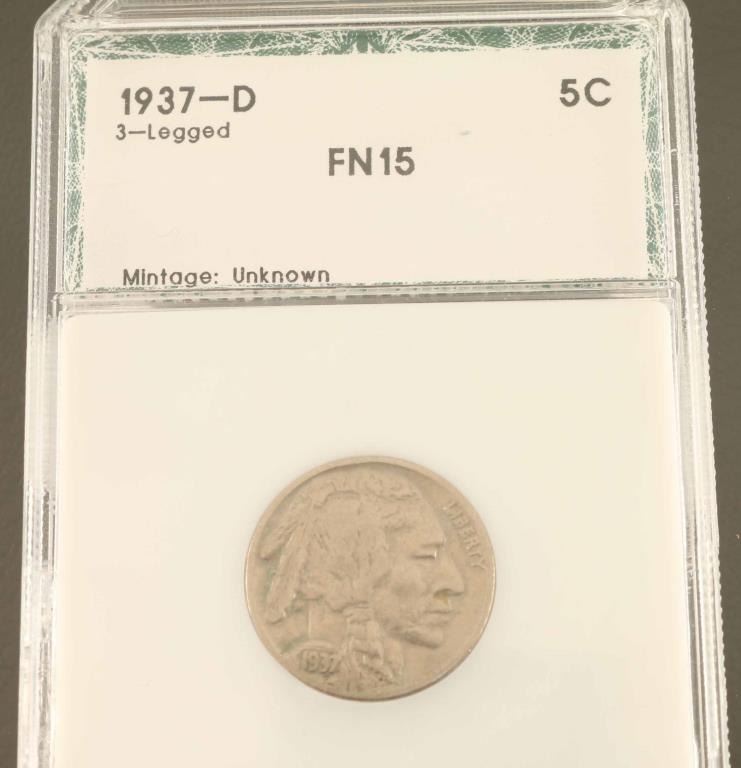 1937-D 5C
3-Legged
FN15
Mintage: Unknown
LIBERTY
1937